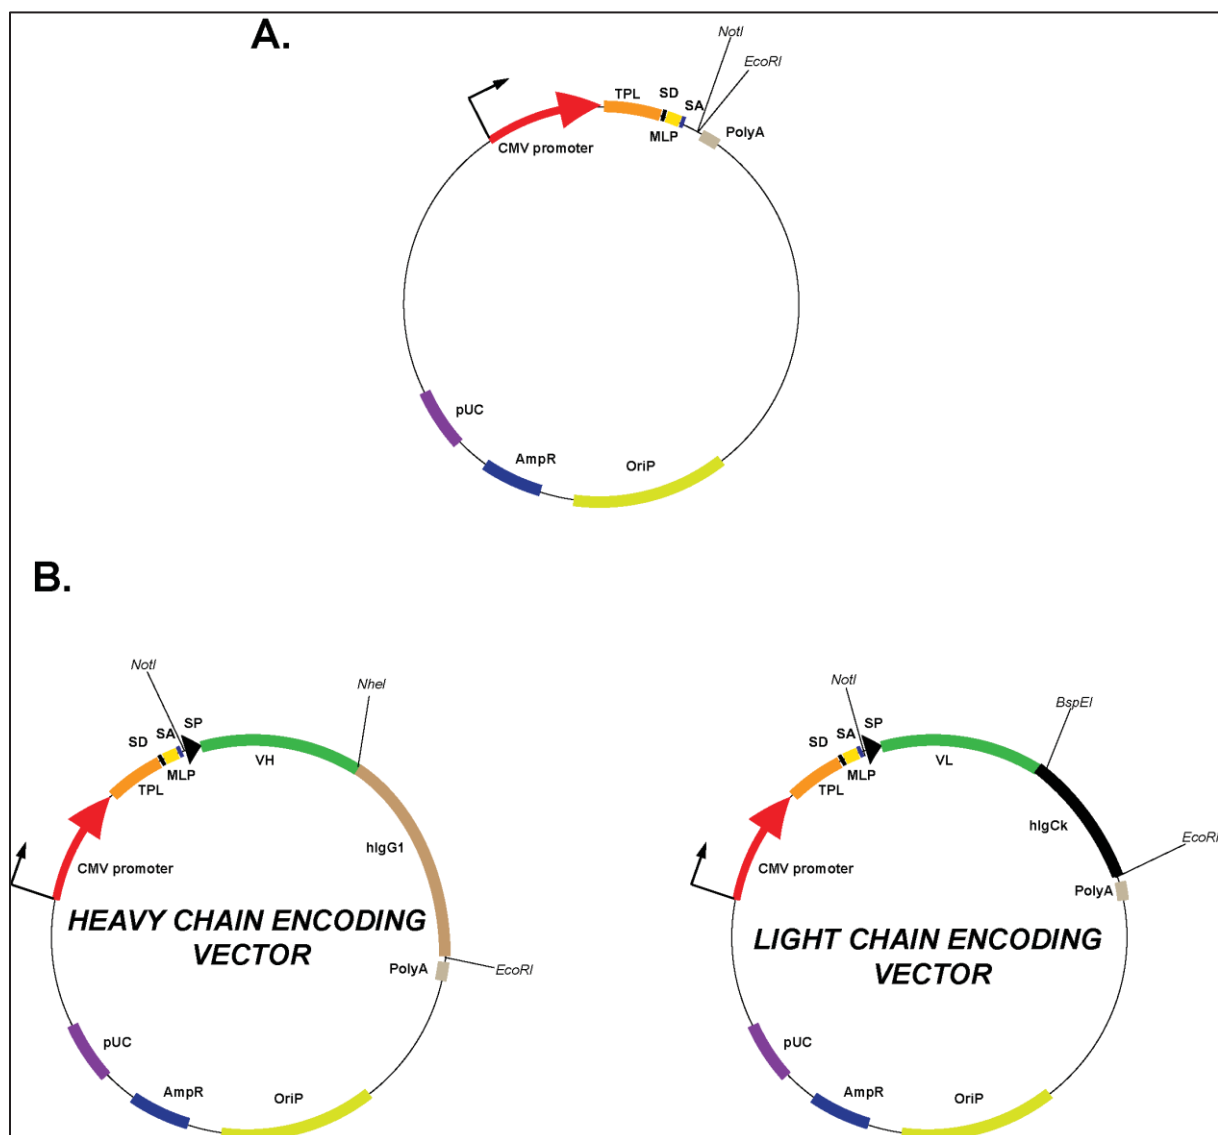 A.
NotI
EcoRI
TPL
SD
SA
MLP
PolyA
CMV promoter
pUC
AmpR
OriP
B.
NotI
NheI
SP
SA
SD
MLP
TPL
VH
hIgG1
CMV promoter
HEAVY CHAIN ENCODING
VECTOR
PolyA
EcoRI
pUC
AmpR
OriP
NotI
BspEI
SP
SA
SD
MLP
TPL
VL
hIgCk
EcoRI
CMV promoter
PolyA
LIGHT CHAIN ENCODING
VECTOR
pUC
AmpR
OriP